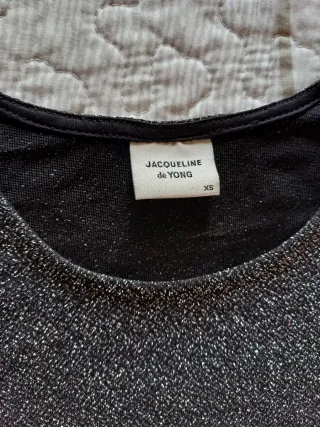 JACQUELINE
de YONG
XS